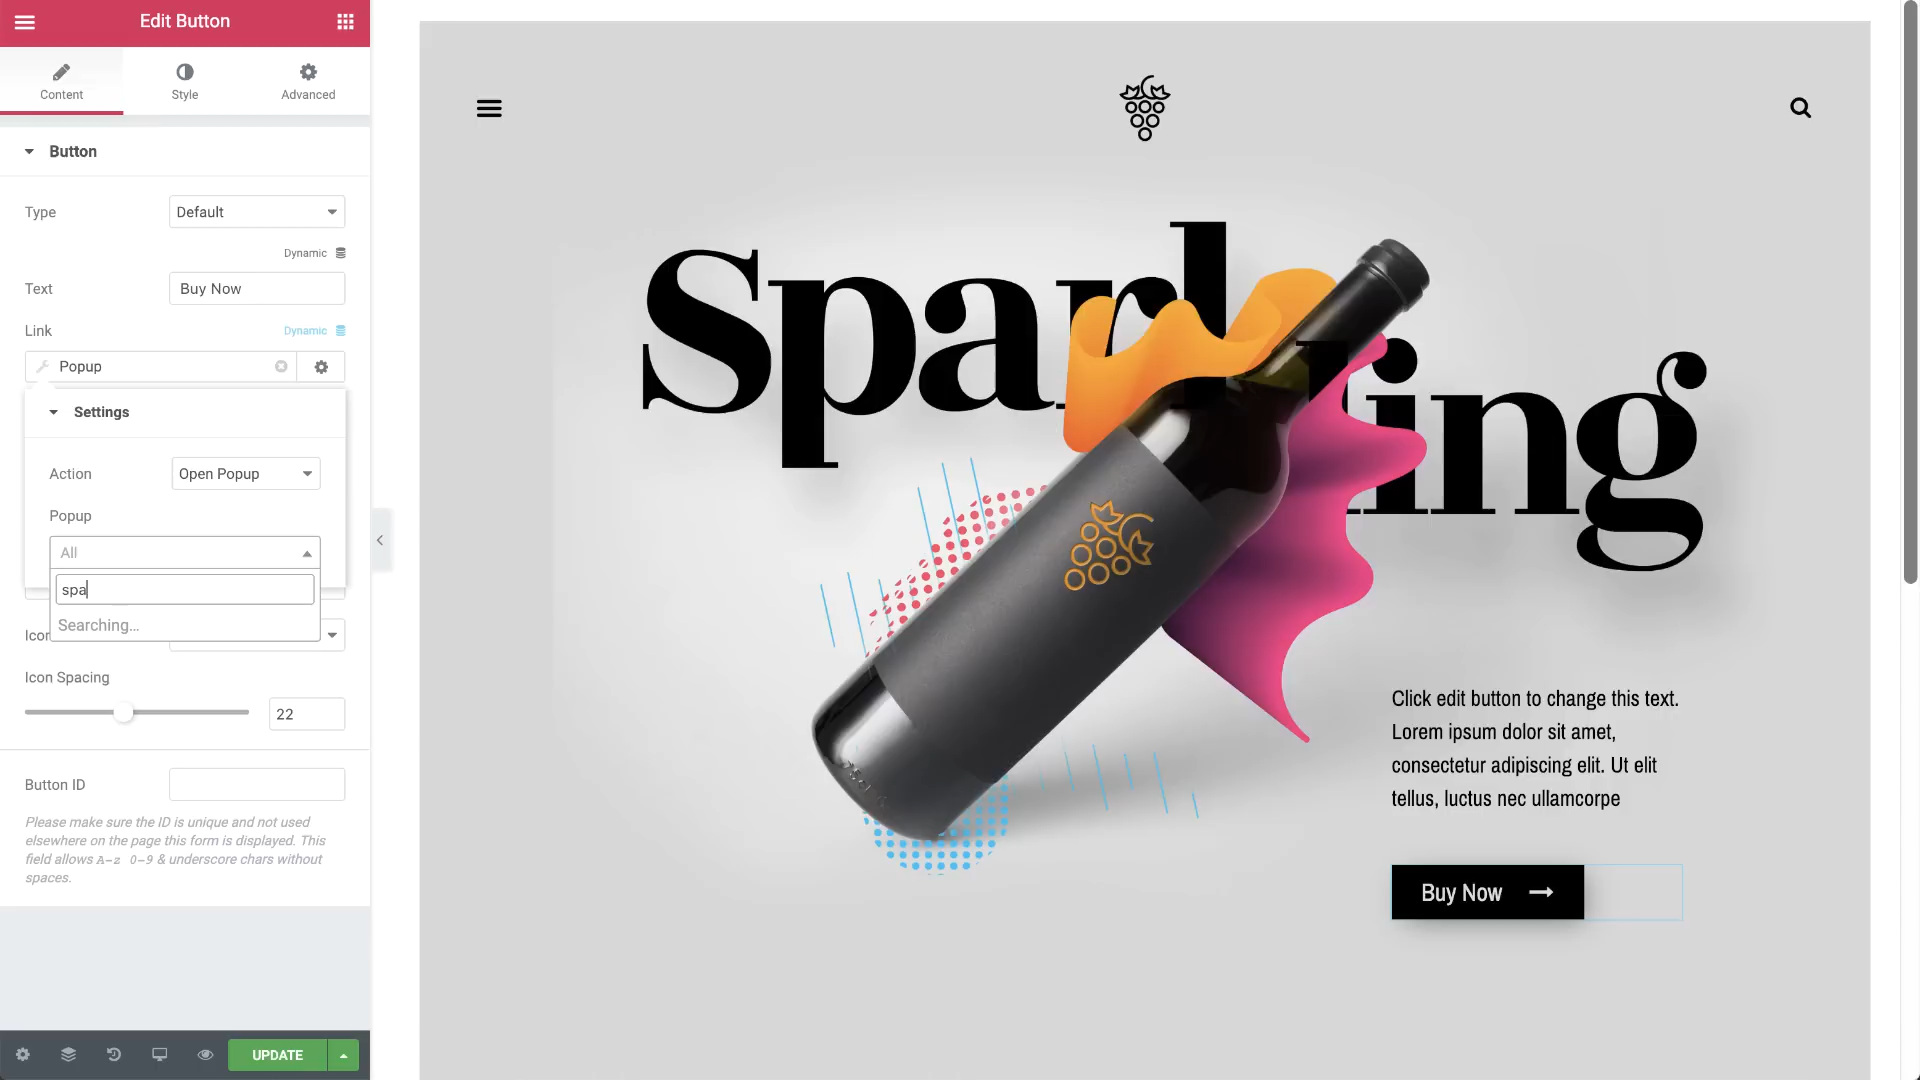 Edit Button
Content
Style
Advanced
Button
Type
Default
Dynamic
Text
Buy Now
Link
Dynamic
Popup
Settings
Action
Open Popup
Popup
All
spa
Searching...
Icon Spacing
22
Button ID
Please make sure the ID is unique and not used
elsewhere on the page this form is displayed. This
field allows A-z 0-9 & underscore chars without
spaces.
UPDATE
Sparkling
Click edit button to change this text.
Lorem ipsum dolor sit amet,
consectetur adipiscing elit. Ut elit
tellus, luctus nec ullamcorpe
Buy Now